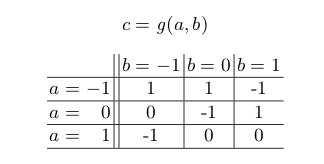 c = g(a, b)
b = −1 b = 0 b = 1
a = −1 1 1 -1
a = 0 0 -1 1
a = 1 -1 0 0